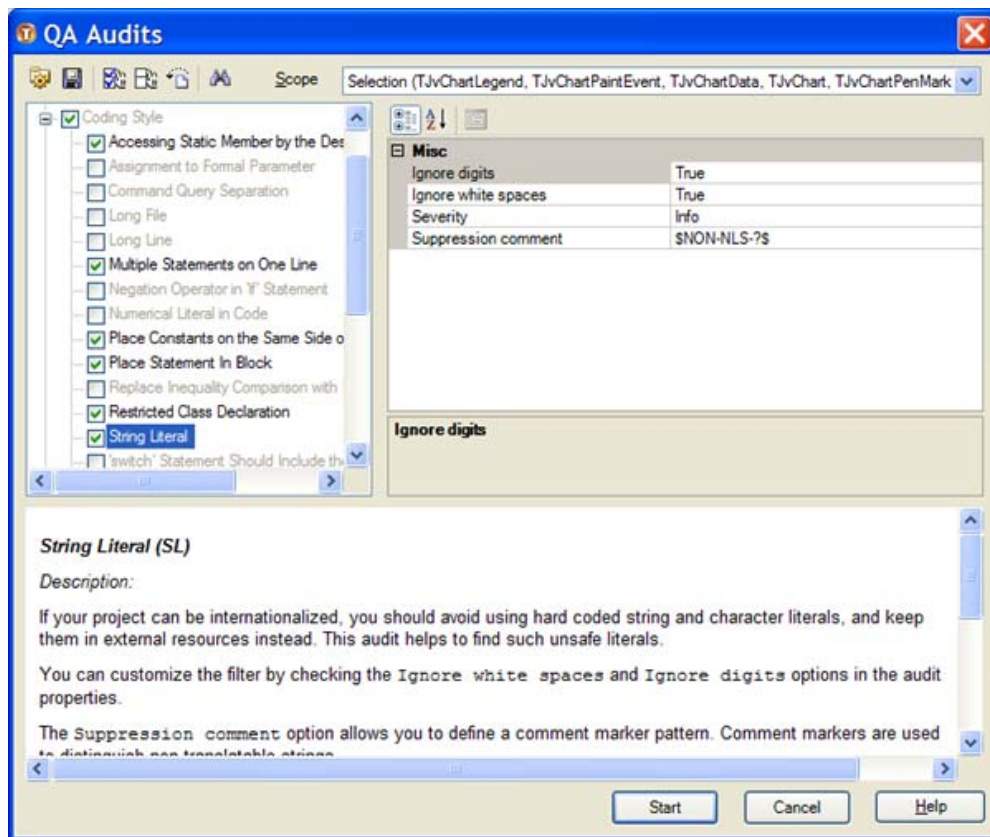 QA Audits
Scope
Selection (TJvChartLegend, TJvChartPaintEvent, TJvChartData, TJvChart, TJvChartPenMark
Coding Style
Accessing Static Member by the Des
Assignment to Formal Parameter
Command Query Separation
Long File
Long Line
Multiple Statements on One Line
Negation Operator in 'If' Statement
Numerical Literal in Code
Place Constants on the Same Side o
Place Statement In Block
Replace Inequality Comparison with
Restricted Class Declaration
String Literal
'switch' Statement Should Include the
Misc
Ignore digits True
Ignore white spaces True
Severity Info
Suppression comment $NON-NLS-?$
Ignore digits
String Literal (SL)
Description:
If your project can be internationalized, you should avoid using hard coded string and character literals, and keep
them in external resources instead. This audit helps to find such unsafe literals.
You can customize the filter by checking the Ignore white spaces and Ignore digits options in the audit
properties.
The Suppression comment option allows you to define a comment marker pattern. Comment markers are used
to distinguish non translatable strings.
Start
Cancel
Help